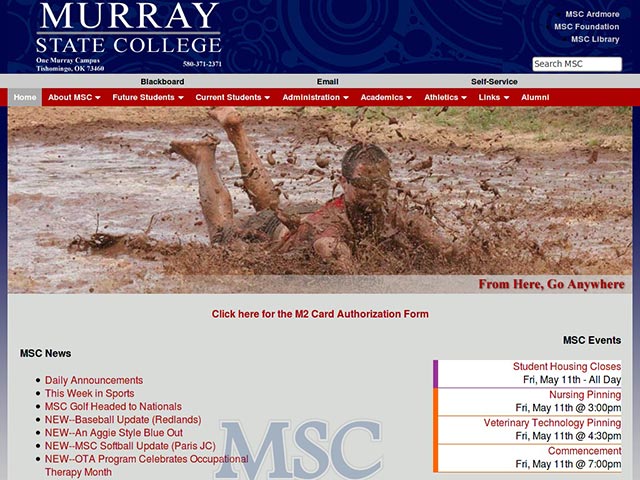 MURRAY
STATE COLLEGE
One Murray Campus
Tishomingo, OK 73460
580-371-2371
MSC Ardmore
MSC Foundation
MSC Library
Search MSC
Blackboard Email Self-Service
Home About MSC Future Students Current Students Administration Academics Athletics Links Alumni
From Here, Go Anywhere
Click here for the M2 Card Authorization Form
MSC News
Daily Announcements
This Week in Sports
MSC Golf Headed to Nationals
NEW--Baseball Update (Redlands)
NEW--An Aggie Style Blue Out
NEW--MSC Softball Update (Paris JC)
NEW--OTA Program Celebrates Occupational
Therapy Month
MSC
MSC Events
Student Housing Closes
Fri, May 11th - All Day
Nursing Pinning
Fri, May 11th @ 3:00pm
Veterinary Technology Pinning
Fri, May 11th @ 4:30pm
Commencement
Fri, May 11th @ 7:00pm